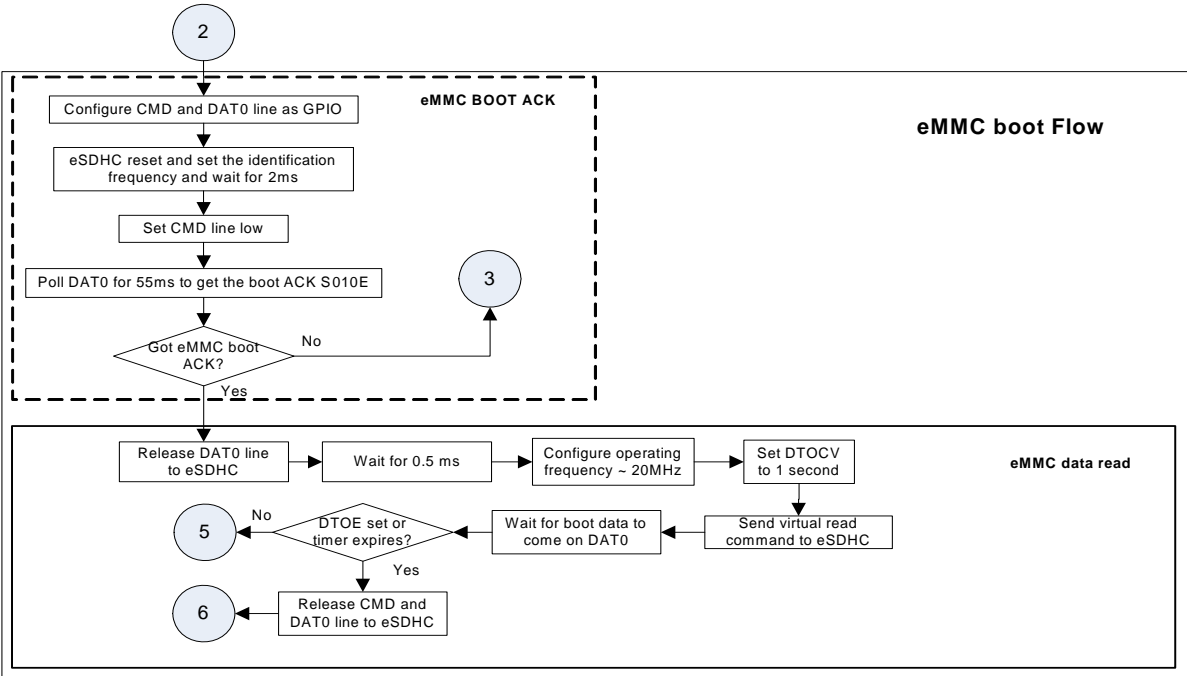 2
eMMC BOOT ACK
eMMC boot Flow
Configure CMD and DAT0 line as GPIO
eSDHC reset and set the identification
frequency and wait for 2ms
Set CMD line low
Poll DAT0 for 55ms to get the boot ACK S010E
3
Got eMMC boot
ACK?
No
Yes
eMMC data read
Release DAT0 line
to eSDHC
Wait for 0.5 ms
Configure operating
frequency ~ 20MHz
Set DTOCV
to 1 second
Send virtual read
command to eSDHC
Wait for boot data to
come on DAT0
DTOE set or
timer expires?
No
5
Yes
Release CMD and
DAT0 line to eSDHC
6